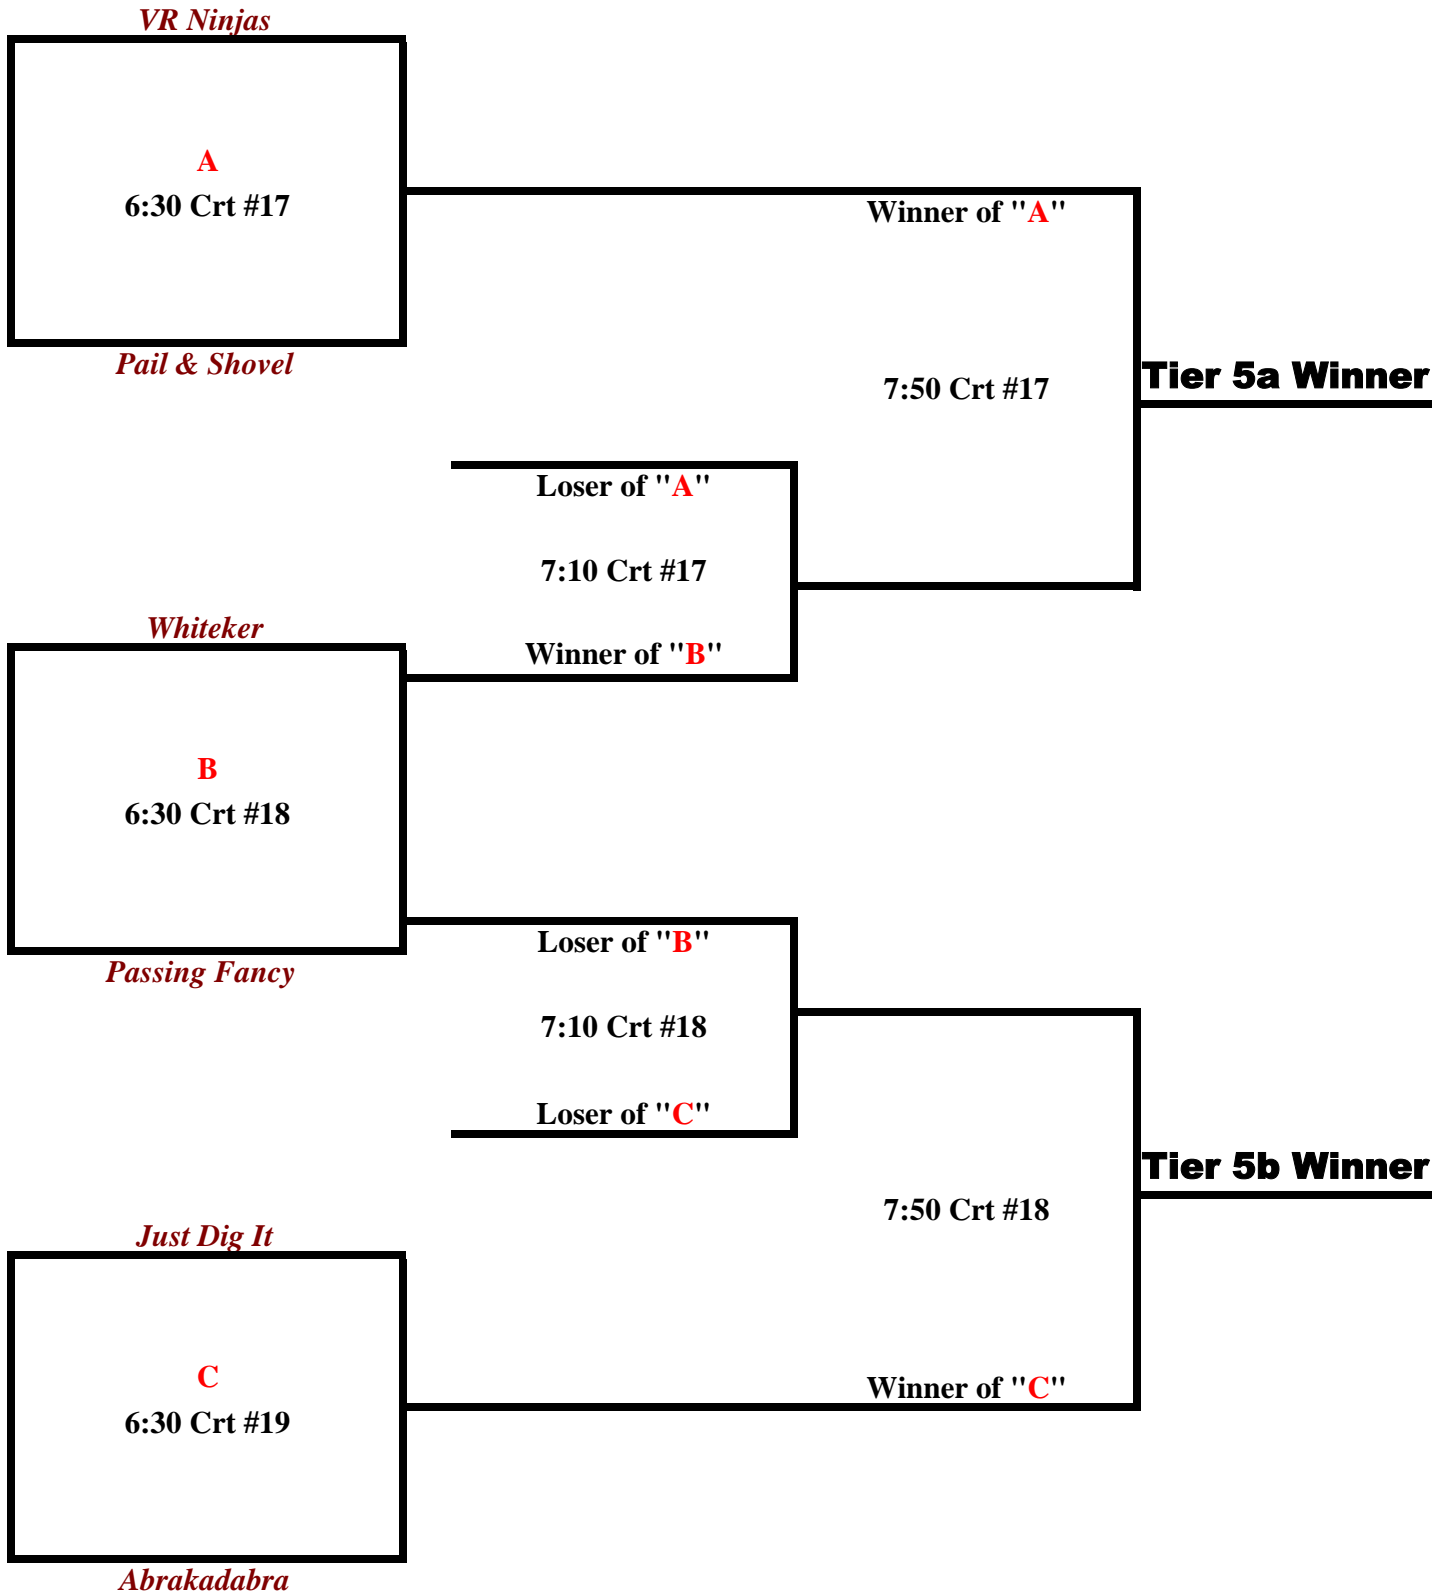 VR Ninjas
A
6:30 Crt #17
Winner of "A"
Pail & Shovel
7:50 Crt #17
Tier 5a Winner
Loser of "A"
7:10 Crt #17
Whiteker
Winner of "B"
B
6:30 Crt #18
Loser of "B"
Passing Fancy
7:10 Crt #18
Loser of "C"
Tier 5b Winner
7:50 Crt #18
Just Dig It
C
6:30 Crt #19
Winner of "C"
Abrakadabra